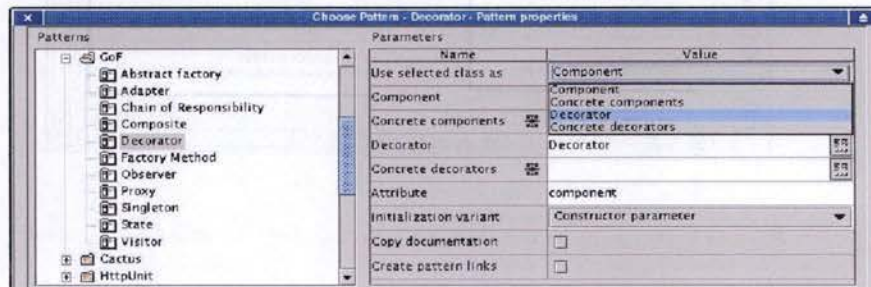 Choose Pattern - Decorator - Pattern properties
Patterns
GoF
Abstract factory
Adapter
Chain of Responsibility
Composite
Decorator
Factory Method
Observer
Proxy
Singleton
State
Visitor
Cactus
HttpUnit
Parameters
Name Value
Use selected class as Component
Component Component
Concrete components
Concrete components Decorator
Concrete decorators
Decorator Decorator
Concrete decorators
Attribute component
Initialization variant Constructor parameter
Copy documentation
Create pattern links